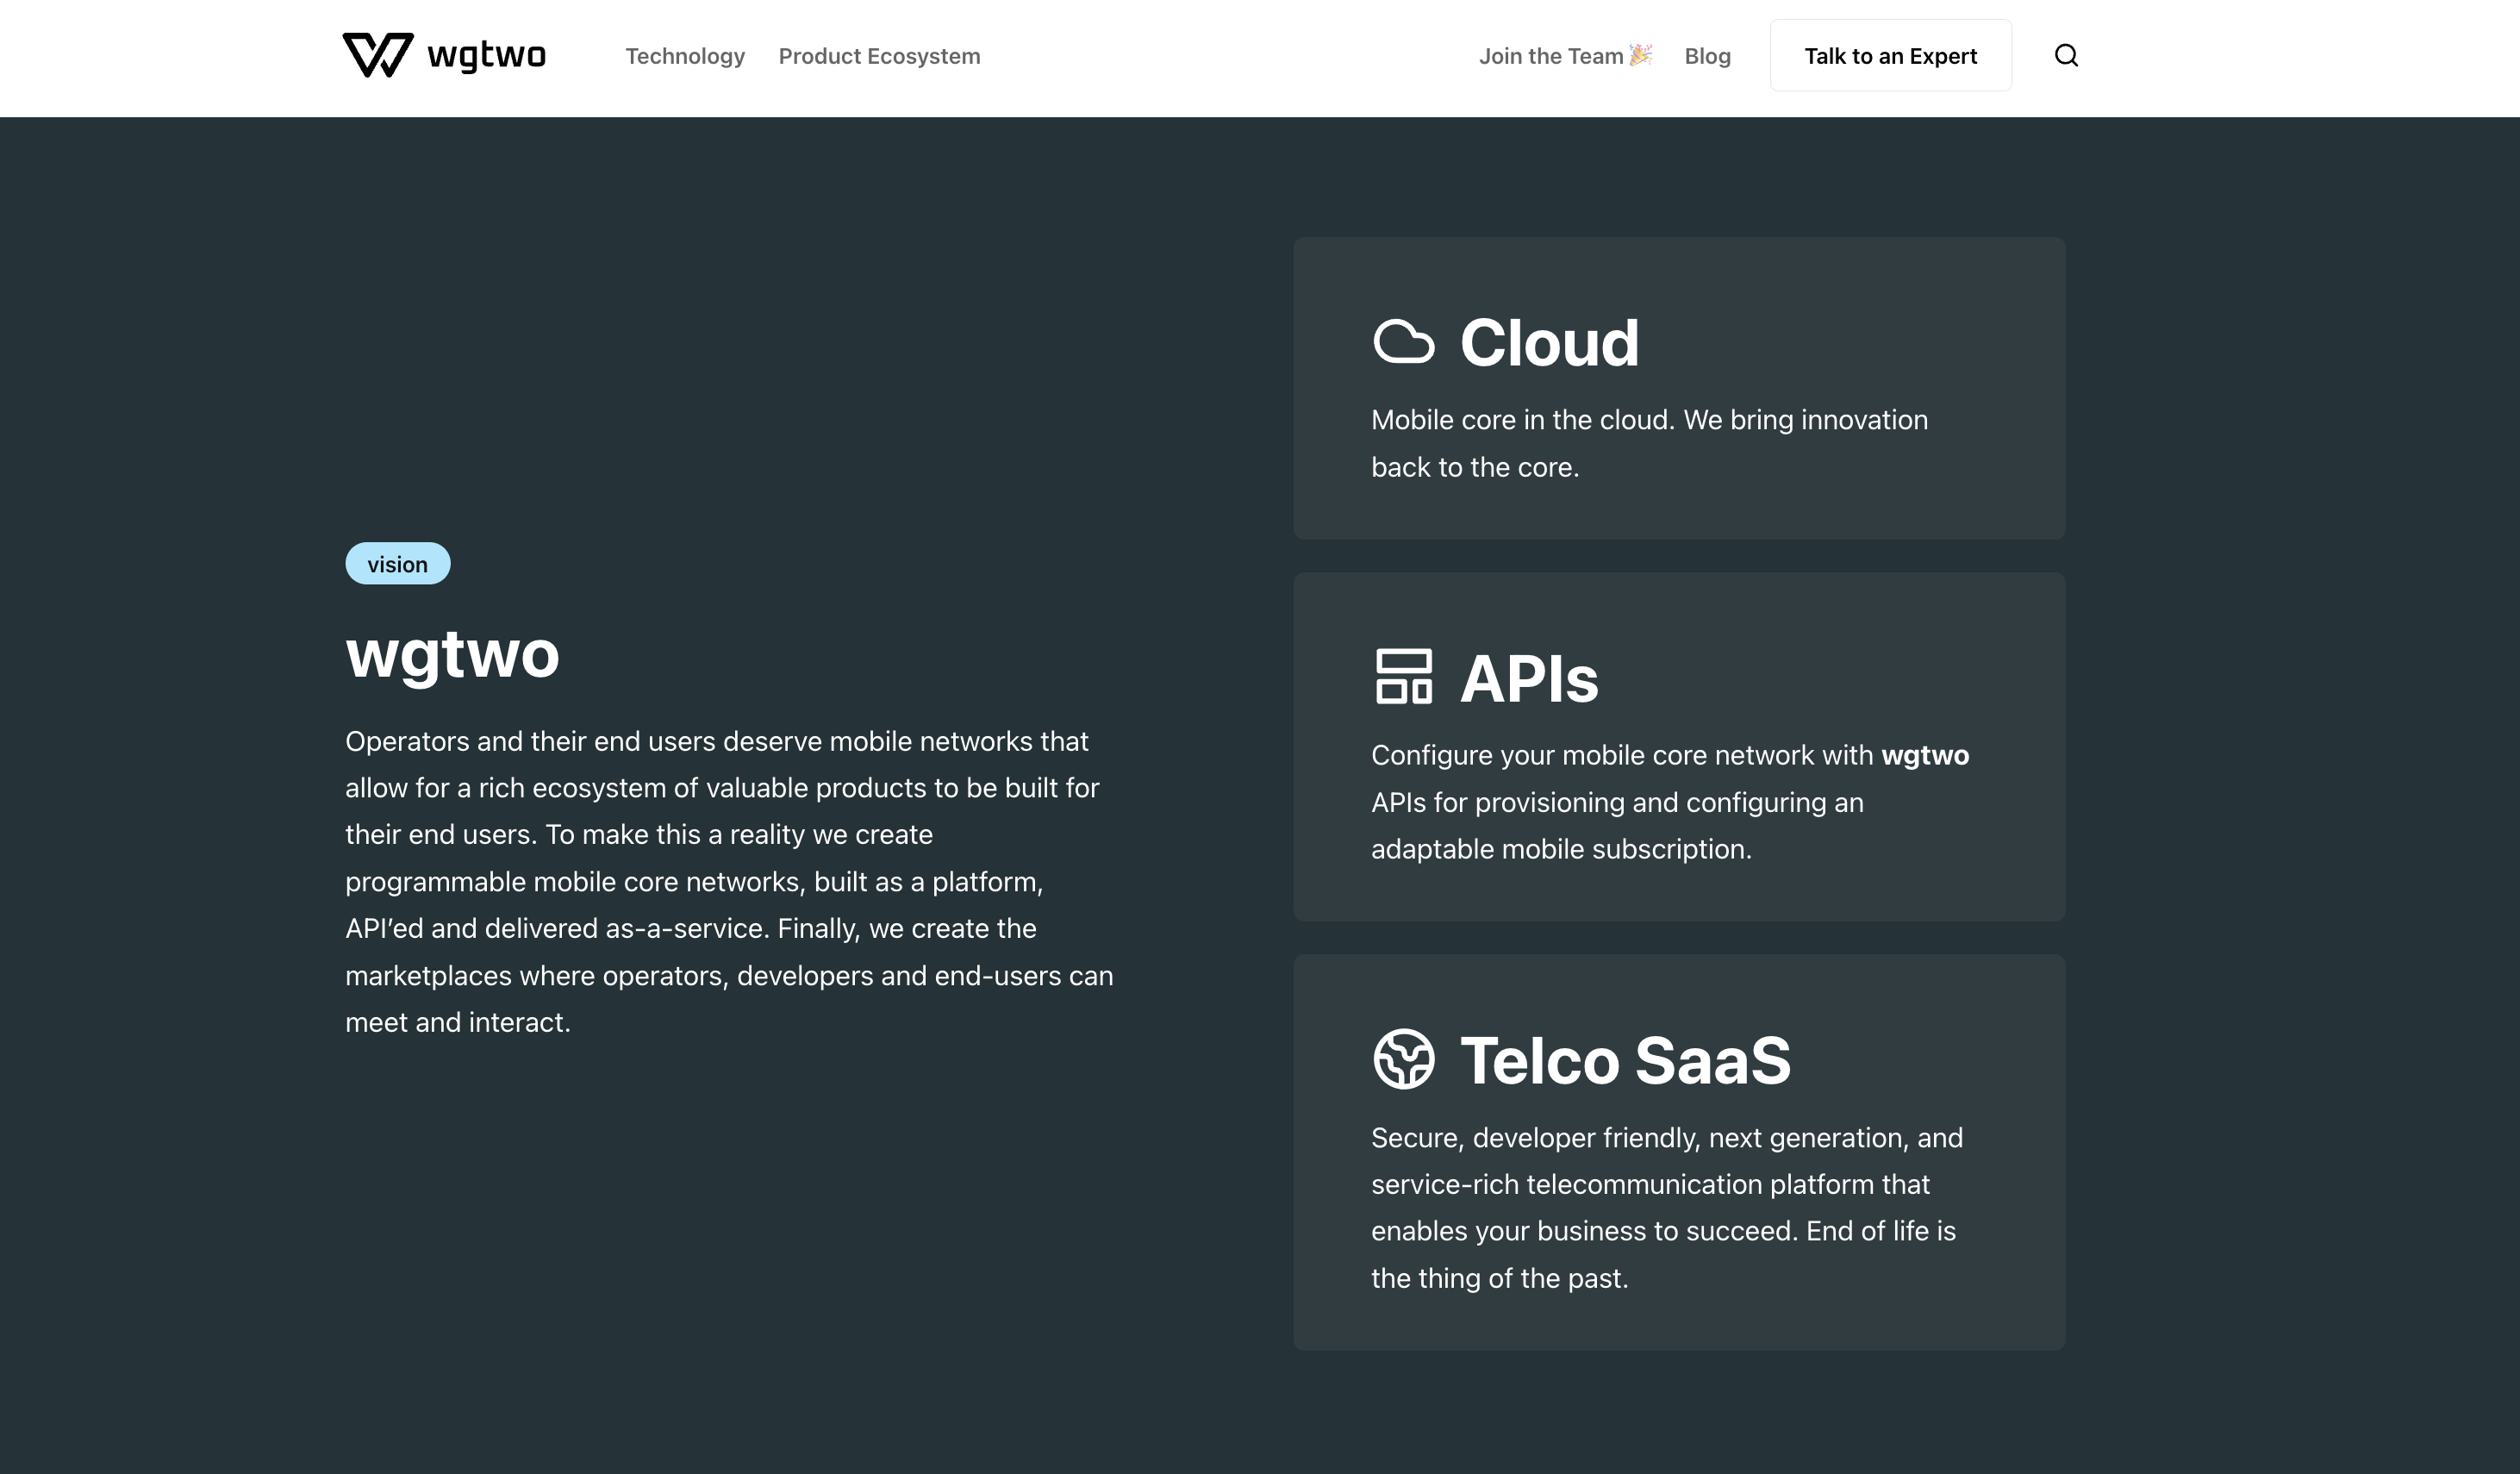 wgtwo
Technology
Product Ecosystem
Join the Team🎉
Blog
Talk to an Expert
vision
wgtwo
Operators and their end users deserve mobile networks that
allow for a rich ecosystem of valuable products to be built for
their end users. To make this a reality we create
programmable mobile core networks, built as a platform,
API’ed and delivered as-a-service. Finally, we create the
marketplaces where operators, developers and end-users can
meet and interact.
Cloud
Mobile core in the cloud. We bring innovation
back to the core.
APIs
Configure your mobile core network with wgtwo
APIs for provisioning and configuring an
adaptable mobile subscription.
Telco SaaS
Secure, developer friendly, next generation, and
service-rich telecommunication platform that
enables your business to succeed. End of life is
the thing of the past.